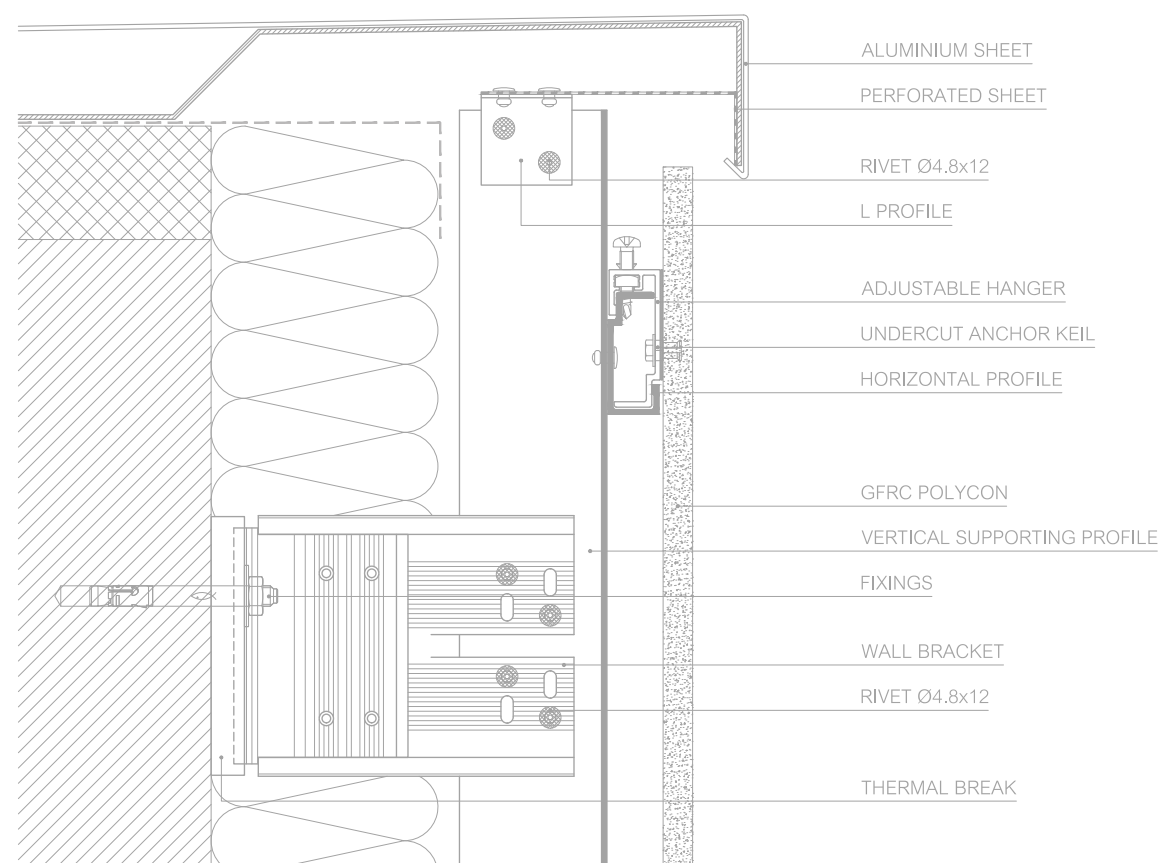 ALUMINIUM SHEET
PERFORATED SHEET
RIVET Ø4.8x12
L PROFILE
ADJUSTABLE HANGER
UNDERCUT ANCHOR KEIL
HORIZONTAL PROFILE
GFRC POLYCON
VERTICAL SUPPORTING PROFILE
FIXINGS
WALL BRACKET
RIVET Ø4.8x12
THERMAL BREAK